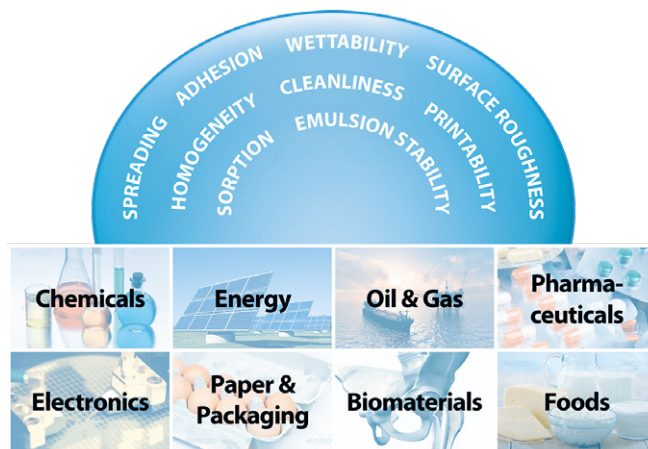 SPREADING ADHESION WETTABILITY SURFACE ROUGHNESS
HOMOGENEITY CLEANLINESS PRINTABILITY
SORPTION EMULSION STABILITY
Chemicals
Energy
Oil & Gas
Pharma-
ceuticals
Electronics
Paper &
Packaging
Biomaterials
Foods